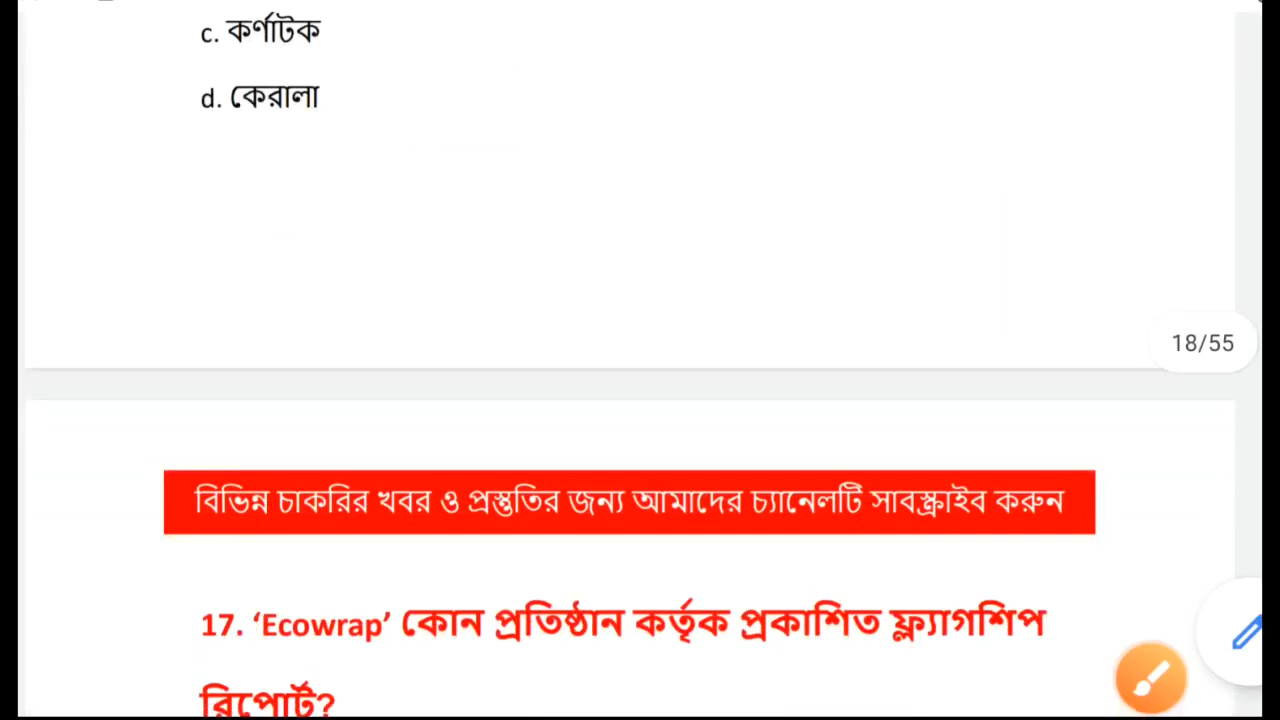 c. কর্ণাটক
d. কেরালা
18/55
বিভিন্ন চাকরির খবর ও প্রস্তুতির জন্য আমাদের চ্যানেলটি সাবস্ক্রাইব করুন
17. ‘Ecowrap’ কোন প্রতিষ্ঠান কর্তৃক প্রকাশিত ফ্ল্যাগশিপ
রিপোর্ট?